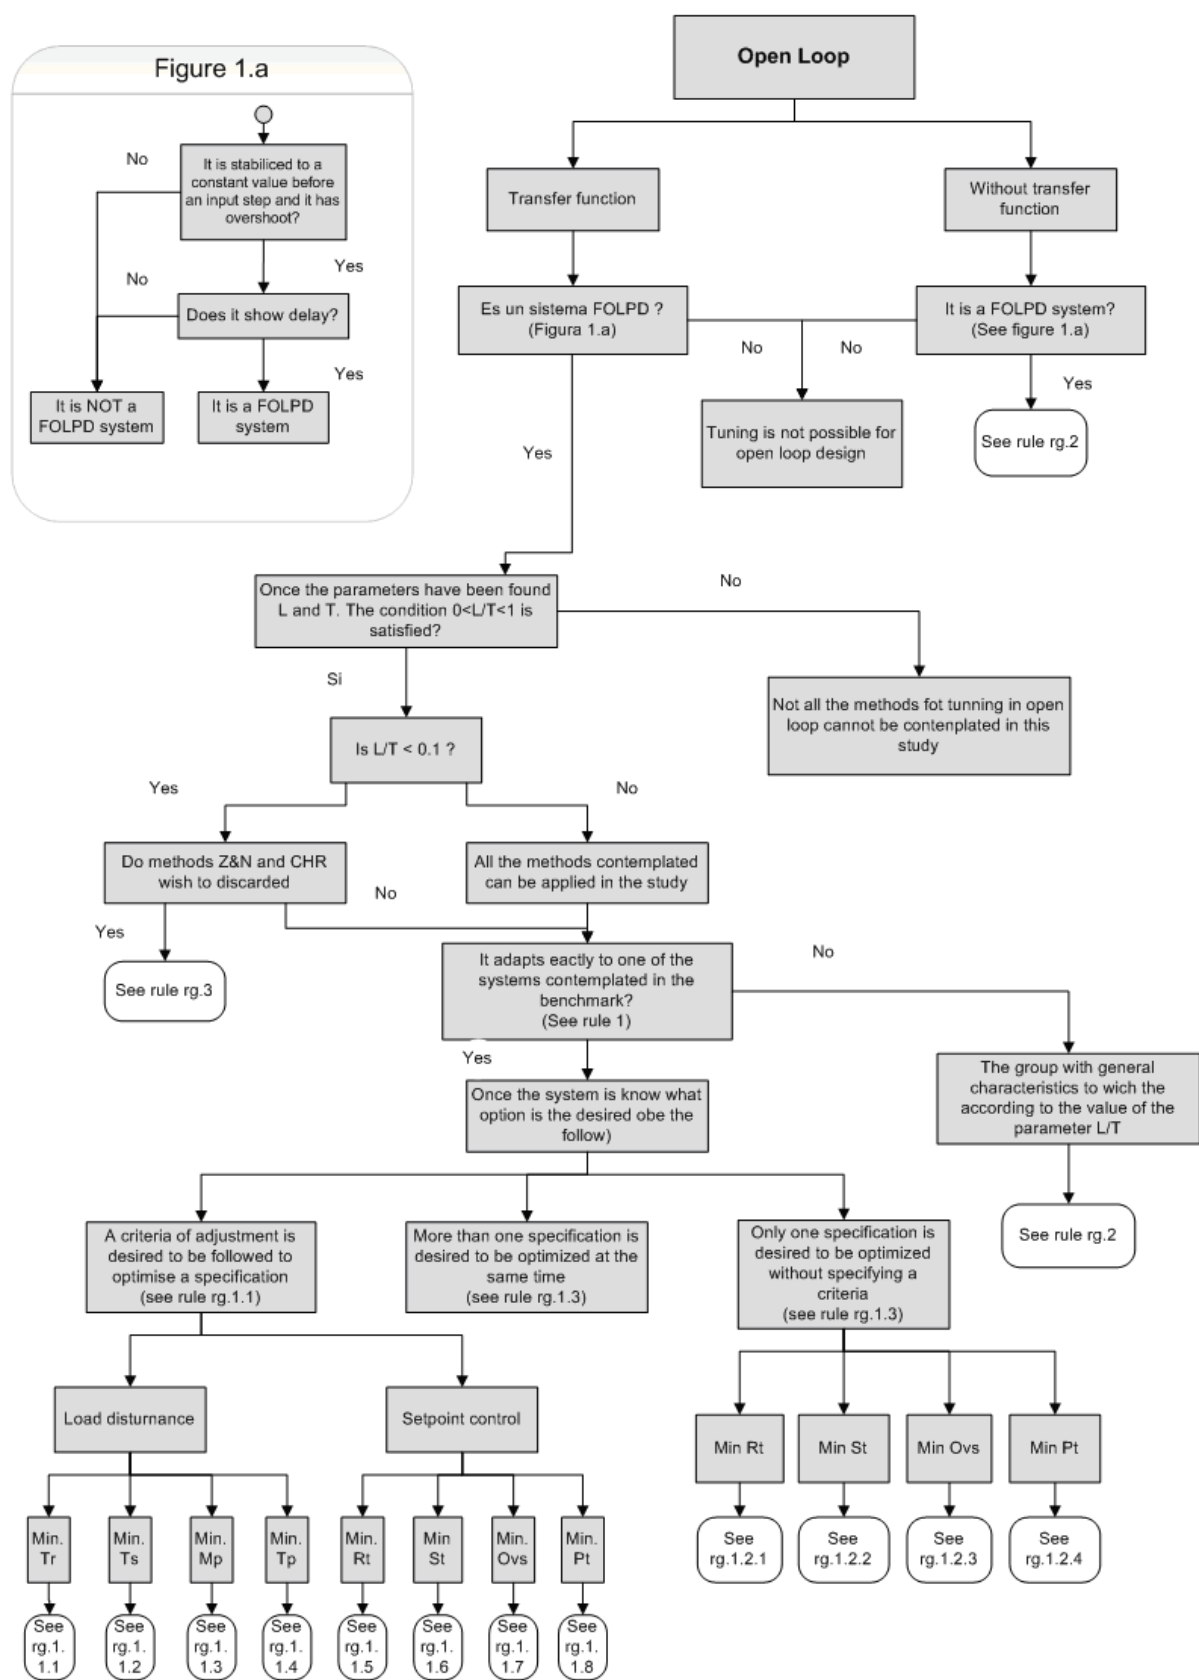 Figure 1.a
No
It is stabiliced to a
constant value before
an input step and it has
overshoot?
Yes
No
Does it show delay?
Yes
It is NOT a
FOLPD system
It is a FOLPD
system
Open Loop
Transfer function
Without transfer
function
Es un sistema FOLPD ?
(Figura 1.a)
It is a FOLPD system?
(See figure 1.a)
No
No
Yes
Tuning is not possible for
open loop design
See rule rg.2
Yes
Once the parameters have been found
L and T. The condition 0<L/T<1 is
satisfied?
No
Si
Not all the methods fot tunning in open
loop cannot be contenplated in this
study
Is L/T < 0.1 ?
Yes
No
Do methods Z&N and CHR
wish to discarded
All the methods contemplated
can be applied in the study
No
Yes
See rule rg.3
It adapts eactly to one of the
systems contemplated in the
benchmark?
(See rule 1)
No
Yes
The group with general
characteristics to wich the
according to the value of the
parameter L/T
Once the system is know what
option is the desired obe the
follow)
See rule rg.2
A criteria of adjustment is
desired to be followed to
optimise a specification
(see rule rg.1.1)
More than one specification is
desired to be optimized at the
same time
(see rule rg.1.3)
Only one specification is
desired to be optimized
without specifying a
criteria
(see rule rg.1.3)
Load disturnance
Setpoint control
Min Rt
Min St
Min Ovs
Min Pt
See
rg.1.2.1
See
rg.1.2.2
See
rg.1.2.3
See
rg.1.2.4
Min.
Tr
Min.
Ts
Min.
Mp
Min.
Tp
Min.
Rt
Min
St
Min.
Ovs
Min.
Pt
See
rg.1.
1.1
See
rg.1.
1.2
See
rg.1.
1.3
See
rg.1.
1.4
See
rg.1.
1.5
See
rg.1.
1.6
See
rg.1.
1.7
See
rg.1.
1.8